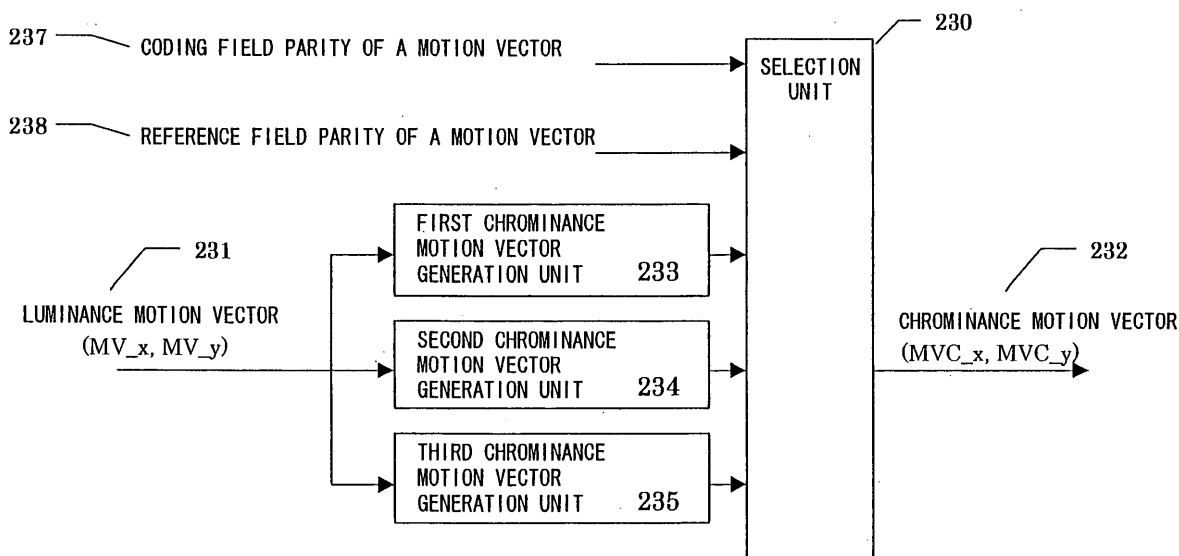 237
CODING FIELD PARITY OF A MOTION VECTOR
230
SELECTION
UNIT
238
REFERENCE FIELD PARITY OF A MOTION VECTOR
FIRST CHROMINANCE
MOTION VECTOR
GENERATION UNIT 233
231
LUMINANCE MOTION VECTOR
(MV_x, MV_y)
SECOND CHROMINANCE
MOTION VECTOR
GENERATION UNIT 234
232
CHROMINANCE MOTION VECTOR
(MVC_x, MVC_y)
THIRD CHROMINANCE
MOTION VECTOR
GENERATION UNIT 235